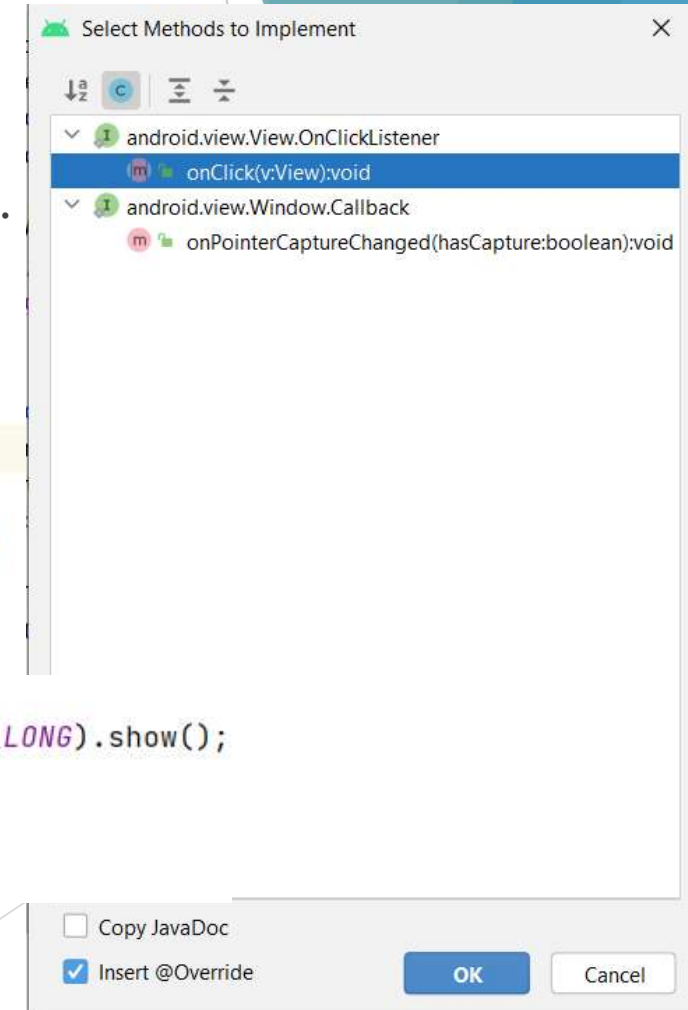 Select Methods to Implement
android.view.View.OnClickListener
onClick(v:View):void
android.view.Window.Callback
onPointerCaptureChanged(hasCapture:boolean):void
LONG).show();
Copy JavaDoc
Insert @Override
OK
Cancel